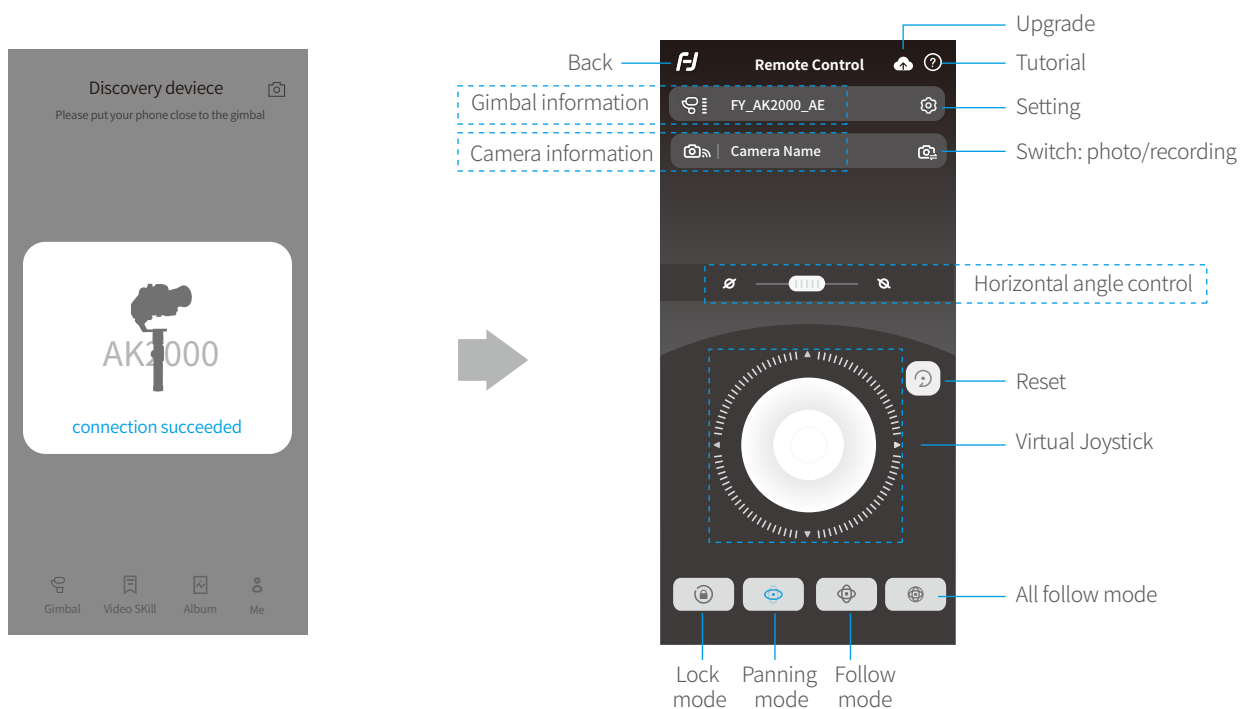 Discovery deviece
Please put your phone close to the gimbal
AK2000
connection succeeded
Gimbal
Video SKill
Album
Me
Upgrade
Back
Remote Control
Tutorial
Gimbal information
FY_AK2000_AE
Setting
Camera information
Camera Name
Switch: photo/recording
Horizontal angle control
Reset
Virtual Joystick
All follow mode
Lock
mode
Panning
mode
Follow
mode